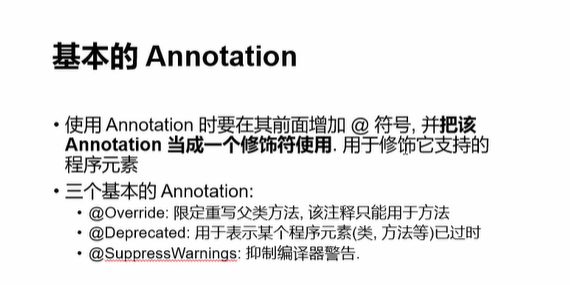 基本的 Annotation
• 使用 Annotation 时要在其前面增加 @ 符号, 并把该
Annotation 当成一个修饰符使用. 用于修饰它支持的
程序元素
• 三个基本的 Annotation:
• @Override: 限定重写父类方法, 该注释只能用于方法
• @Deprecated: 用于表示某个程序元素(类, 方法等)已过时
• @SuppressWarnings: 抑制编译器警告.